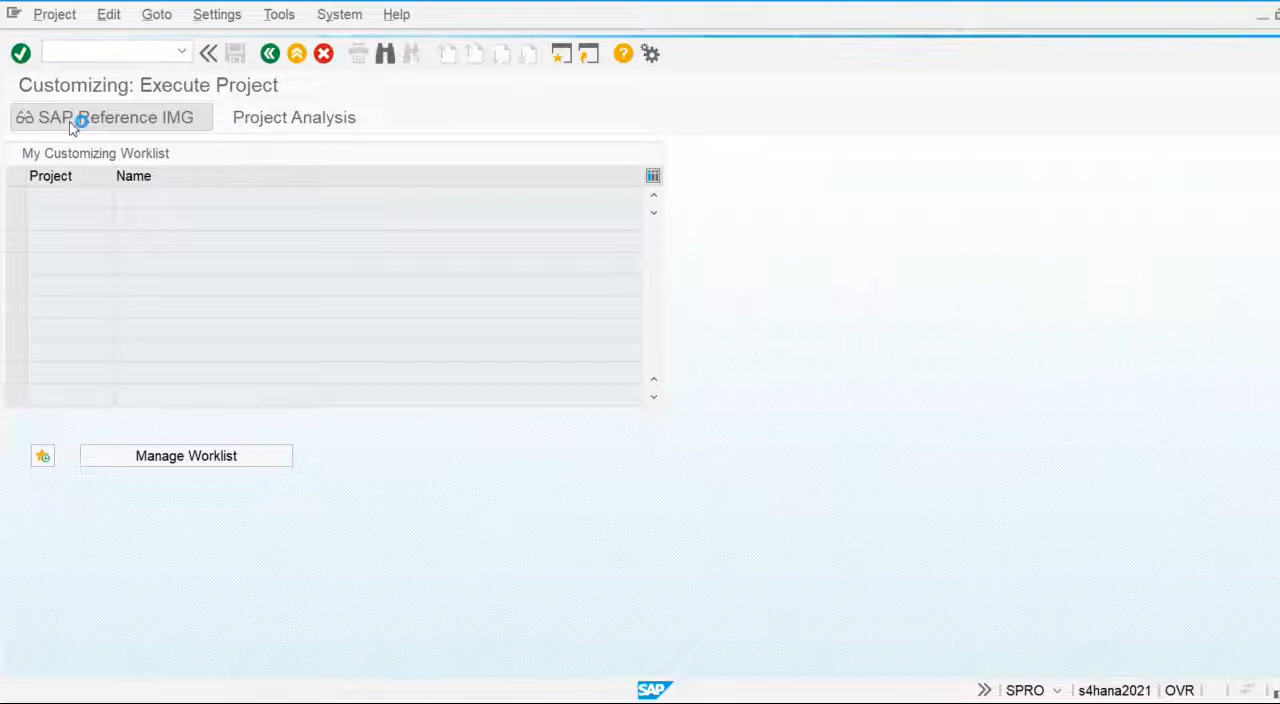 Project Edit Goto Settings Tools System Help
Customizing: Execute Project
SAP Reference IMG Project Analysis
My Customizing Worklist
Project Name
Manage Worklist
SAP SPRO s4hana2021 OVR